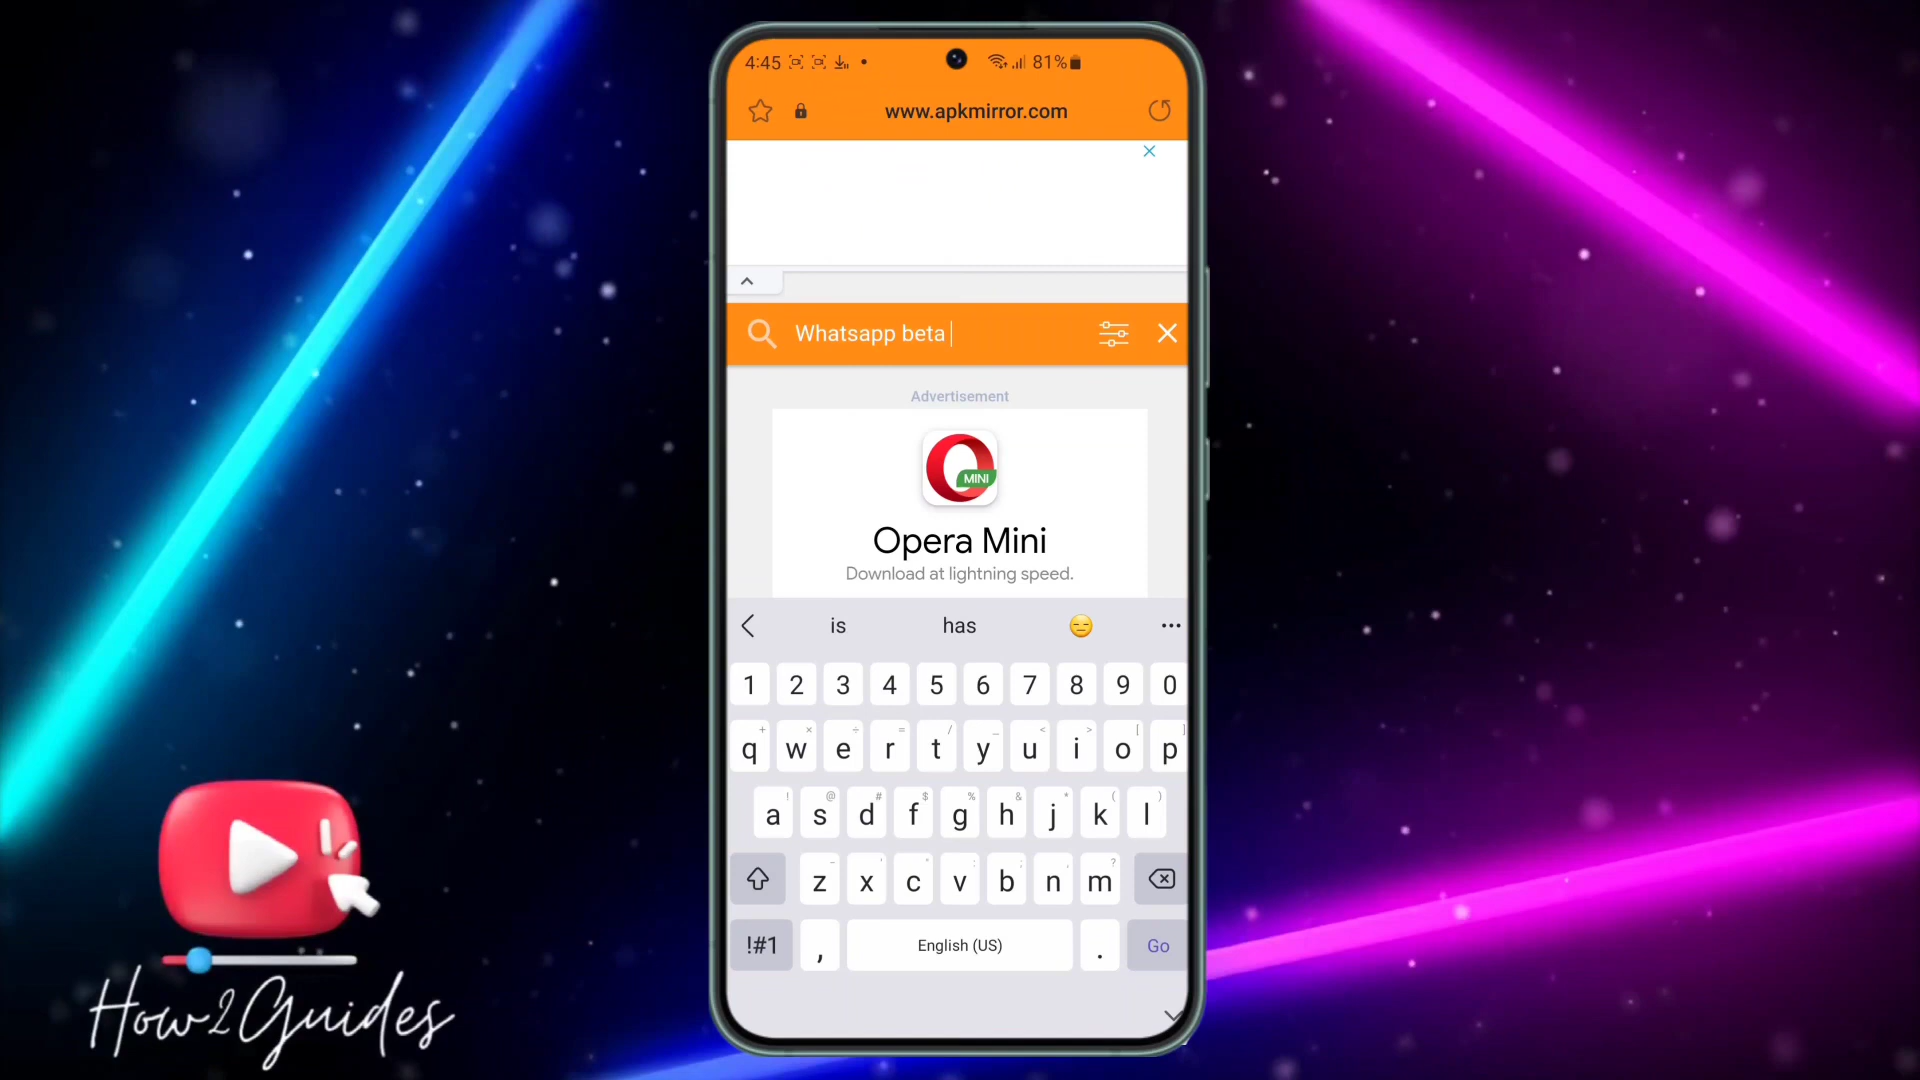 4:45 81%
www.apkmirror.com
Whatsapp beta
Advertisement
MINI
Opera Mini
Download at lightning speed.
is has
1 2 3 4 5 6 7 8 9 0
q w e r t y u i o p
a s d f g h j k l
z x c v b n m
!#1 , English (US) . Go
How2Guides